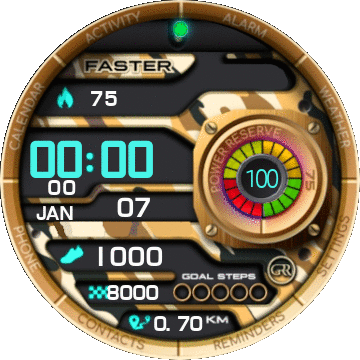 ACTIVITY
ALARM
CALENDAR
WEATHER
FASTER
75
POWER RESERVE
00:00
100
75
00
JAN
07
PHONE
SETTINGS
1000
GOAL STEPS
GR
8000
0.70 KM
CONTACTS
REMINDERS